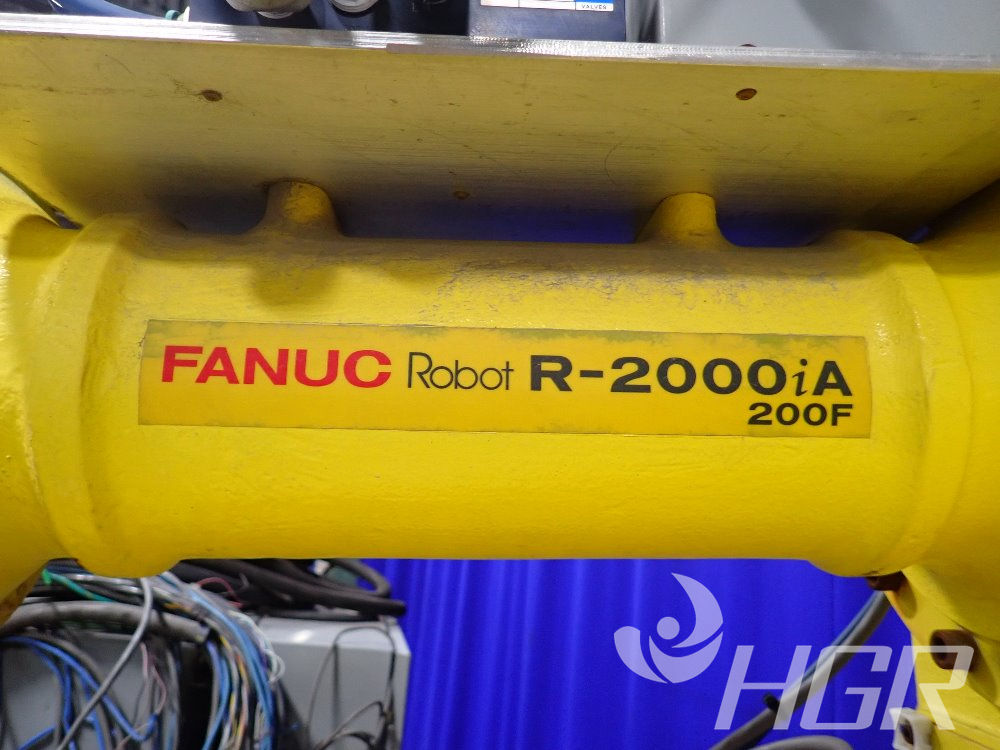 VALVES
FANUC Robot R-2000iA
200F
HGR